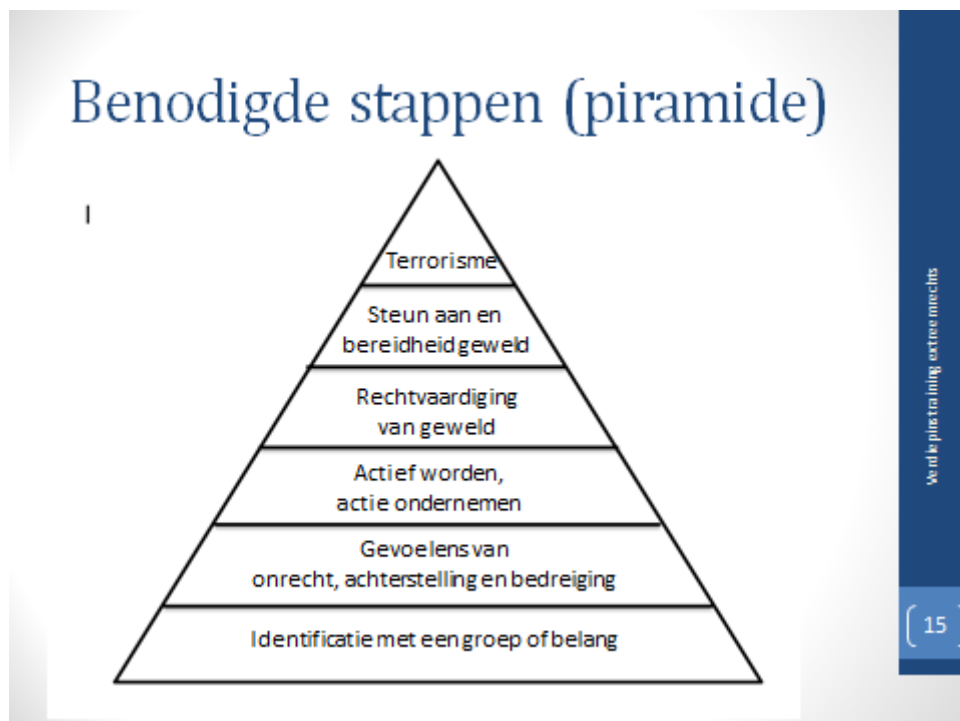 Benodigde stappen (piramide)
I
Terrorisme
Steun aan en
bereidheid geweld
Rechtvaardiging
van geweld
Actief worden,
actie ondernemen
Gevoelens van
onrecht, achterstelling en bedreiging
Identificatie met een groep of belang
Verdiepinstraining extreemrechts
15